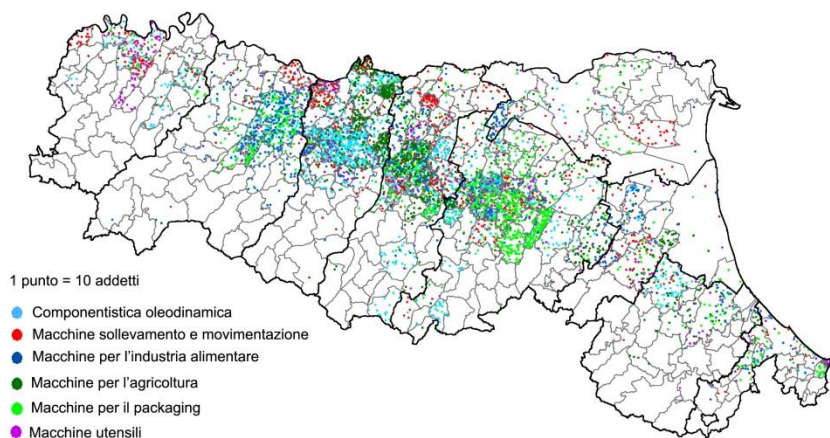 1 punto = 10 addetti
Componentistica oleodinamica
Macchine sollevamento e movimentazione
Macchine per l'industria alimentare
Macchine per l'agricoltura
Macchine per il packaging
Macchine utensili